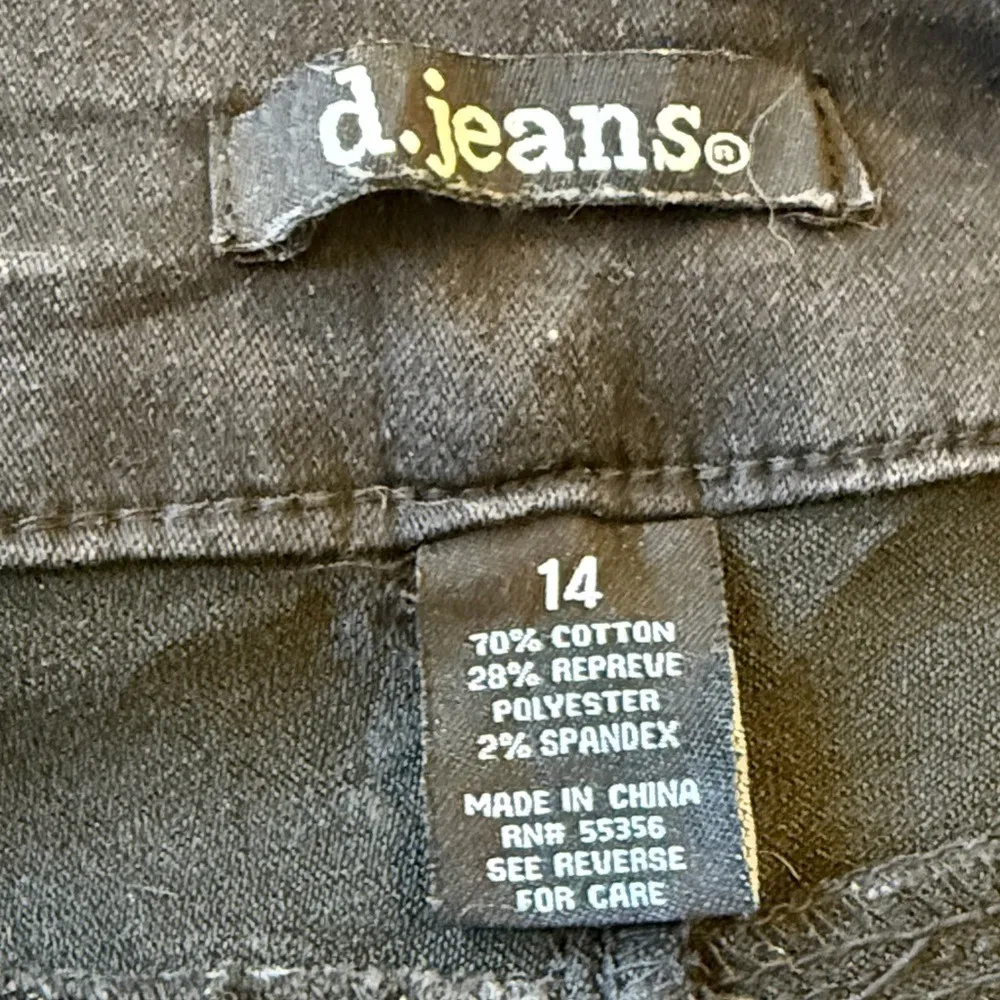 d.jeans®
14
70% COTTON
28% REPREVE
POLYESTER
2% SPANDEX
MADE IN CHINA
RN# 55356
SEE REVERSE
FOR CARE